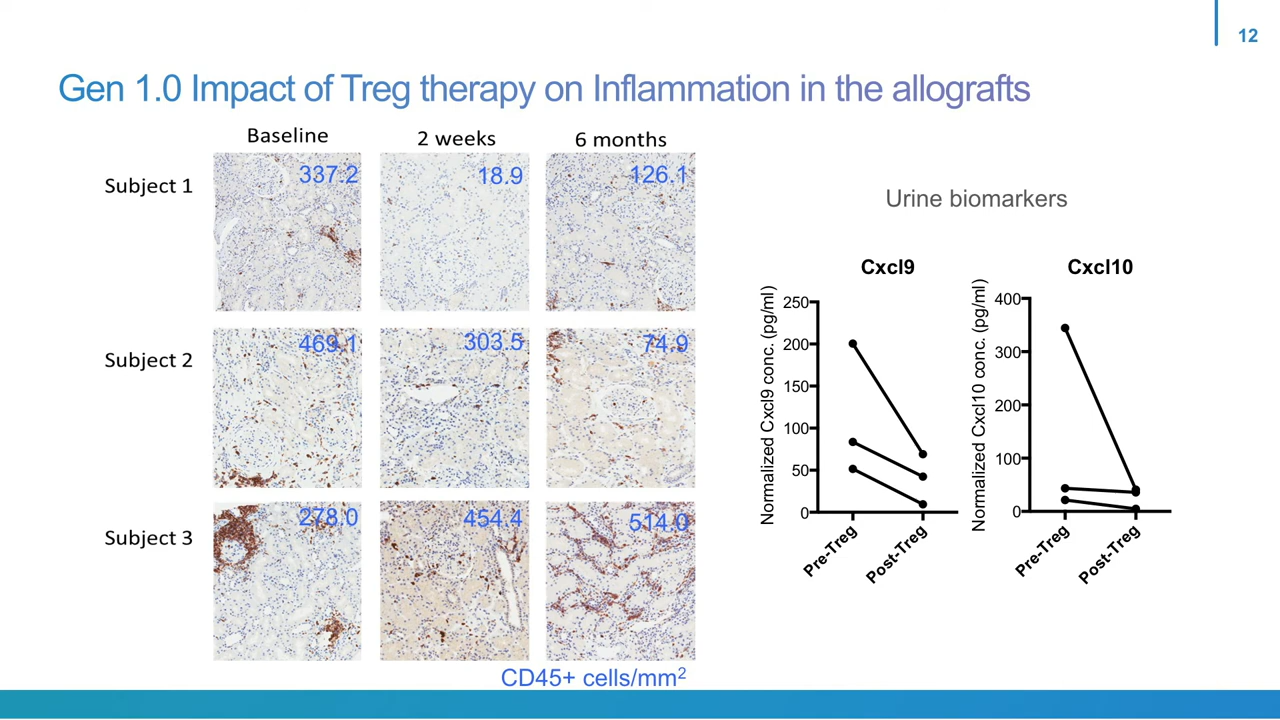 12
Gen 1.0 Impact of Treg therapy on Inflammation in the allografts
Baseline
2 weeks
6 months
Subject 1
337.2
18.9
126.1
Subject 2
469.1
303.5
74.9
Subject 3
278.0
454.4
514.0
CD45+ cells/mm²
Urine biomarkers
Cxcl9
Normalized Cxcl9 conc. (pg/ml)
250
200
150
100
50
0
Pre-Treg
Post-Treg
Cxcl10
Normalized Cxcl10 conc. (pg/ml)
400
300
200
100
0
Pre-Treg
Post-Treg